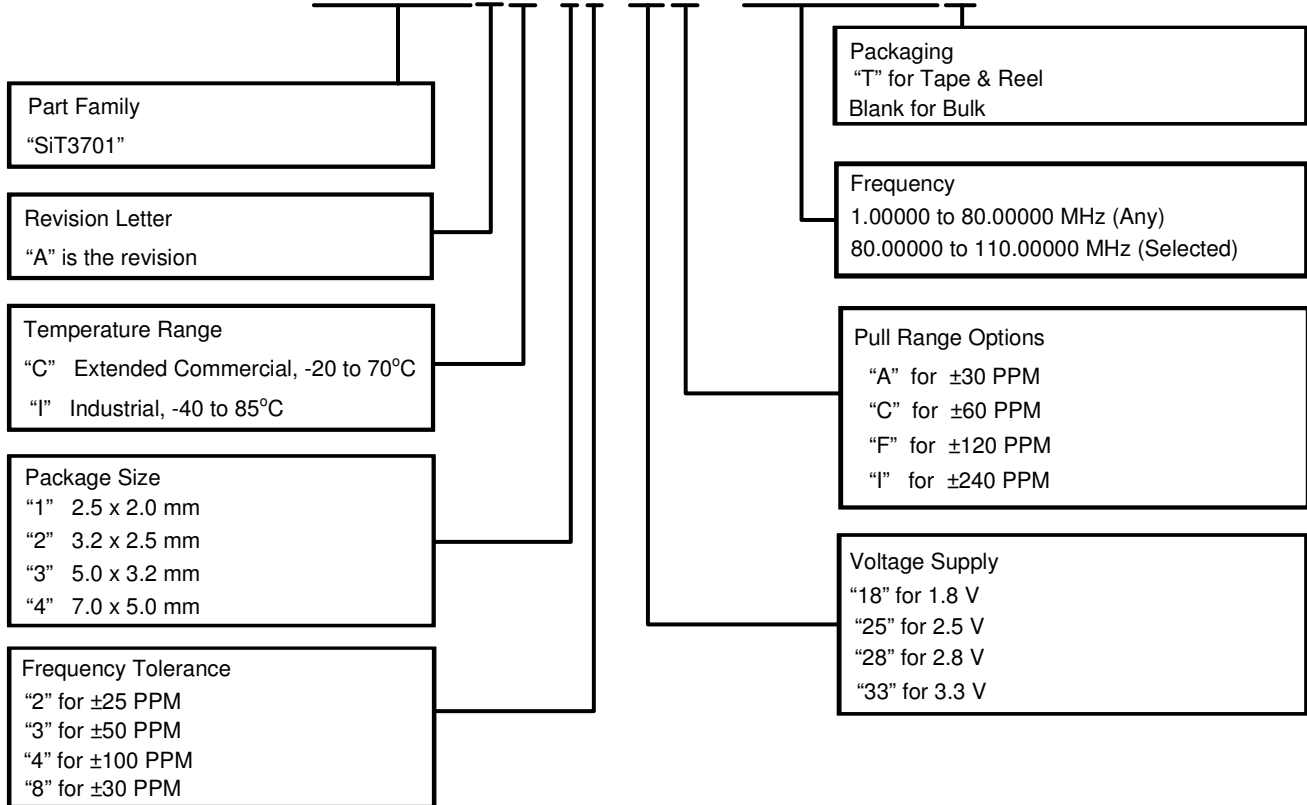 Part Family
“SiT3701”
Revision Letter
“A” is the revision
Temperature Range
“C” Extended Commercial, -20 to 70°C
“I” Industrial, -40 to 85°C
Package Size
“1” 2.5 x 2.0 mm
“2” 3.2 x 2.5 mm
“3” 5.0 x 3.2 mm
“4” 7.0 x 5.0 mm
Frequency Tolerance
“2” for ±25 PPM
“3” for ±50 PPM
“4” for ±100 PPM
“8” for ±30 PPM
Packaging
“T” for Tape & Reel
Blank for Bulk
Frequency
1.00000 to 80.00000 MHz (Any)
80.00000 to 110.00000 MHz (Selected)
Pull Range Options
“A” for ±30 PPM
“C” for ±60 PPM
“F” for ±120 PPM
“I” for ±240 PPM
Voltage Supply
“18” for 1.8 V
“25” for 2.5 V
“28” for 2.8 V
“33” for 3.3 V